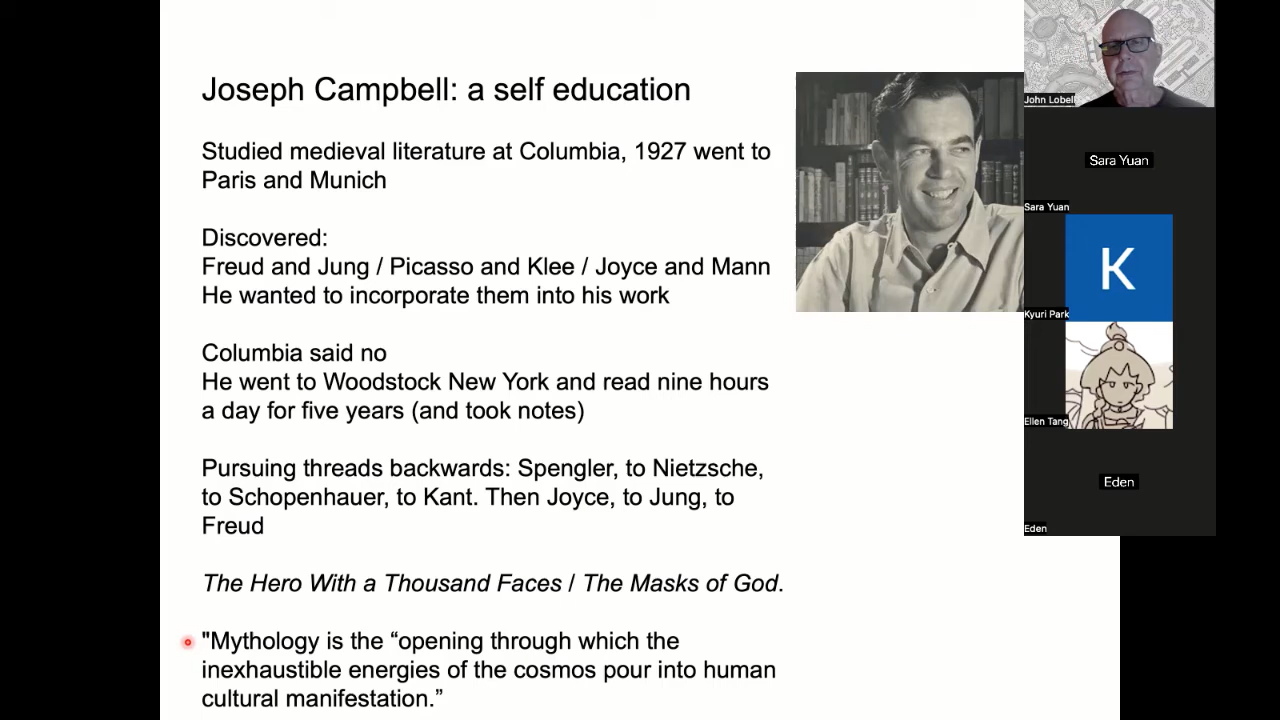 Joseph Campbell: a self education
Studied medieval literature at Columbia, 1927 went to
Paris and Munich
Discovered:
Freud and Jung / Picasso and Klee / Joyce and Mann
He wanted to incorporate them into his work
Columbia said no
He went to Woodstock New York and read nine hours
a day for five years (and took notes)
Pursuing threads backwards: Spengler, to Nietzsche,
to Schopenhauer, to Kant. Then Joyce, to Jung, to
Freud
The Hero With a Thousand Faces / The Masks of God.
"Mythology is the “opening through which the
inexhaustible energies of the cosmos pour into human
cultural manifestation.”
John Lobell
Sara Yuan
Sara Yuan
K
Kyuri Park
Ellen Tang
Eden
Eden